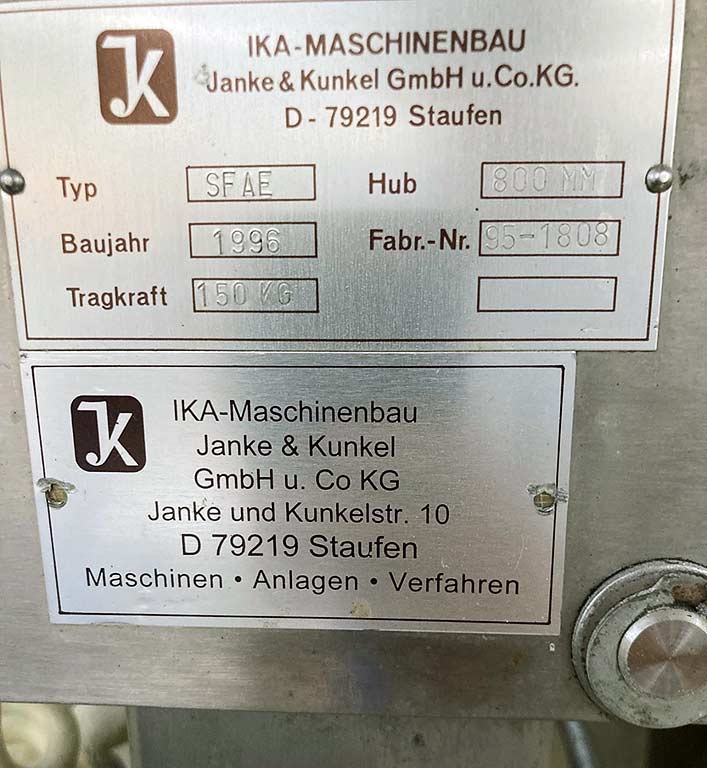 JK IKA-MASCHINENBAU
Janke & Kunkel GmbH u.Co.KG.
D - 79219 Staufen
Typ SFAE Hub 800 MM
Baujahr 1996 Fabr.-Nr. 95-1808
Tragkraft 150 KG
JK IKA-Maschinenbau
Janke & Kunkel
GmbH u. Co KG
Janke und Kunkelstr. 10
D 79219 Staufen
Maschinen • Anlagen • Verfahren